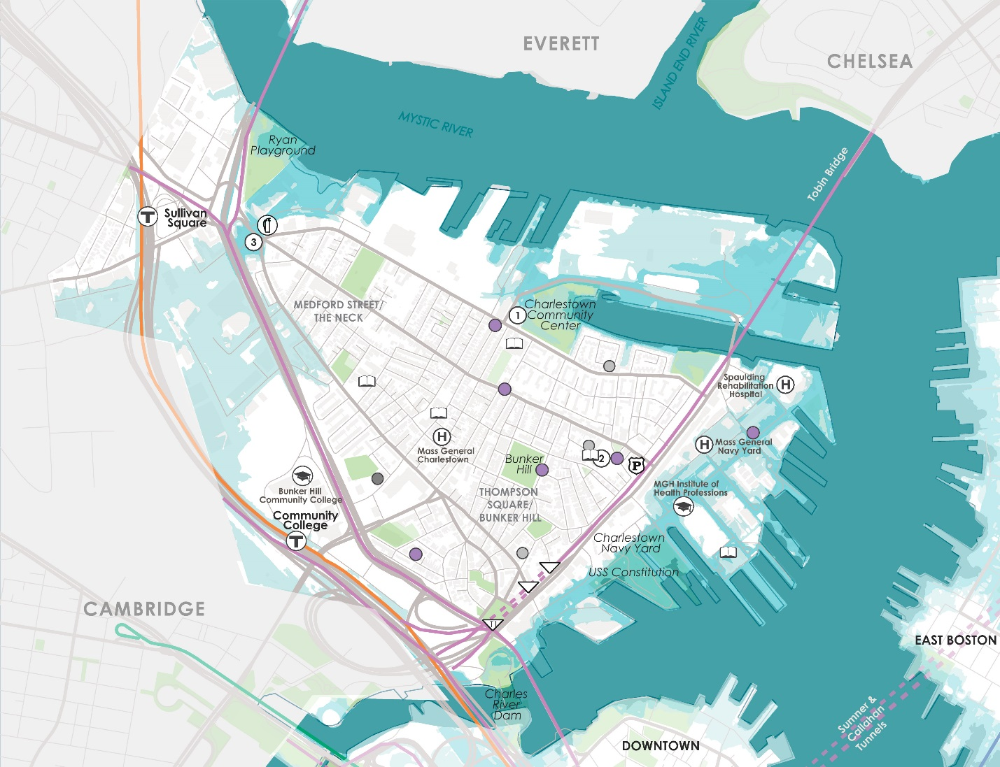 EVERETT
CHELSEA
ISLAND END RIVER
MYSTIC RIVER
Ryan
Playground
Tobin Bridge
T
Sullivan
Square
3
MEDFORD STREET/
THE NECK
1
Charlestown
Community
Center
Spaulding
Rehabilitation
Hospital
H
H
Mass General
Charlestown
H
Mass General
Navy Yard
Bunker
Hill
2
P
Bunker Hill
Community College
MGH Institute of
Health Professions
THOMPSON
SQUARE/
BUNKER HILL
Community
College
T
Charlestown
Navy Yard
USS Constitution
CAMBRIDGE
EAST BOSTON
Charles
River
Dam
Sumner &
Callahan
Tunnels
DOWNTOWN